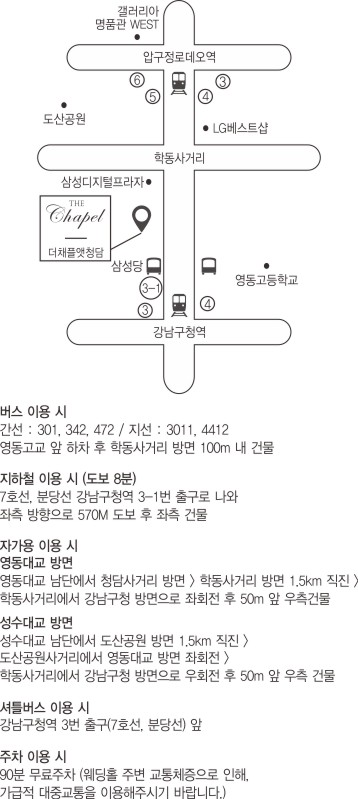 갤러리아
명품관 WEST
압구정로데오역
⑥
③
⑤
④
도산공원
LG베스트샵
학동사거리
삼성디지털프라자
THE
Chapel
더채플앳청담
삼성당
영동고등학교
3-1
③
④
강남구청역
버스 이용 시
간선 : 301, 342, 472 / 지선 : 3011, 4412
영동고교 앞 하차 후 학동사거리 방면 100m 내 건물
지하철 이용 시 (도보 8분)
7호선, 분당선 강남구청역 3-1번 출구로 나와
좌측 방향으로 570M 도보 후 좌측 건물
자가용 이용 시
영동대교 방면
영동대교 남단에서 청담사거리 방면 > 학동사거리 방면 1.5km 직진 >
학동사거리에서 강남구청 방면으로 좌회전 후 50m 앞 우측건물
성수대교 방면
성수대교 남단에서 도산공원 방면 1.5km 직진 >
도산공원사거리에서 영동대교 방면 좌회전 >
학동사거리에서 강남구청 방면으로 우회전 후 50m 앞 우측 건물
셔틀버스 이용 시
강남구청역 3번 출구(7호선, 분당선) 앞
주차 이용 시
90분 무료주차 (웨딩홀 주변 교통체증으로 인해,
가급적 대중교통을 이용해주시기 바랍니다.)